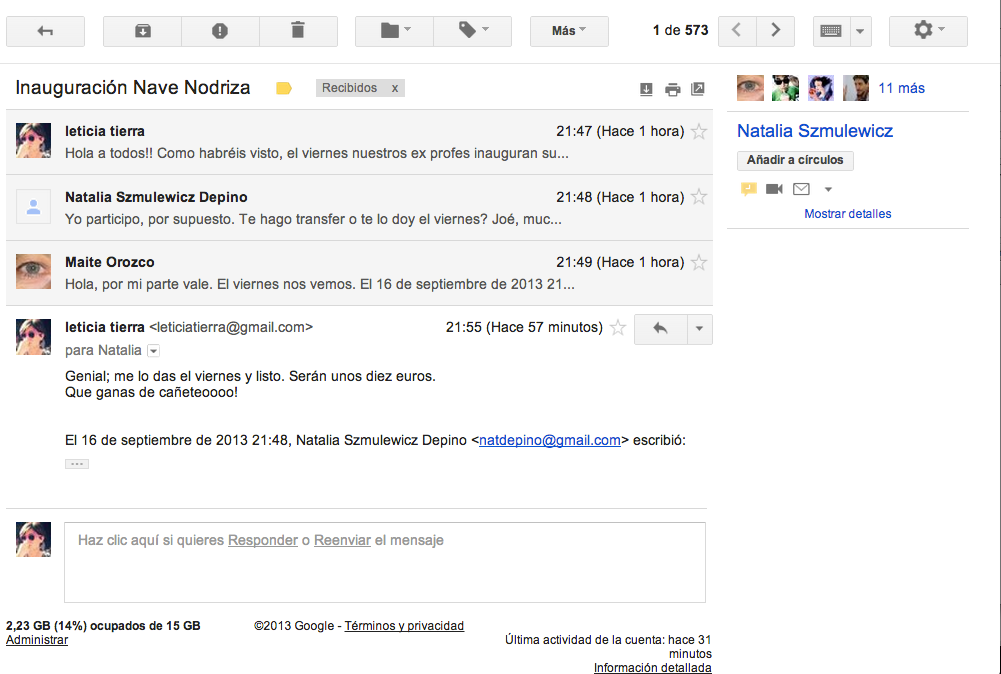 Más
1 de 573
Inauguración Nave Nodriza
Recibidos x
11 más
Natalia Szmulewicz
Añadir a círculos
Mostrar detalles
leticia tierra 21:47 (Hace 1 hora)
Hola a todos!! Como habréis visto, el viernes nuestros ex profes inauguran su...
Natalia Szmulewicz Depino 21:48 (Hace 1 hora)
Yo participo, por supuesto. Te hago transfer o te lo doy el viernes? Joé, muc...
Maite Orozco 21:49 (Hace 1 hora)
Hola, por mi parte vale. El viernes nos vemos. El 16 de septiembre de 2013 21...
leticia tierra <leticiatierra@gmail.com> 21:55 (Hace 57 minutos)
para Natalia
Genial; me lo das el viernes y listo. Serán unos diez euros.
Que ganas de cañeteoooo!
El 16 de septiembre de 2013 21:48, Natalia Szmulewicz Depino <natdepino@gmail.com> escribió:
Haz clic aquí si quieres Responder o Reenviar el mensaje
2,23 GB (14%) ocupados de 15 GB
Administrar
©2013 Google - Términos y privacidad
Última actividad de la cuenta: hace 31
minutos
Información detallada